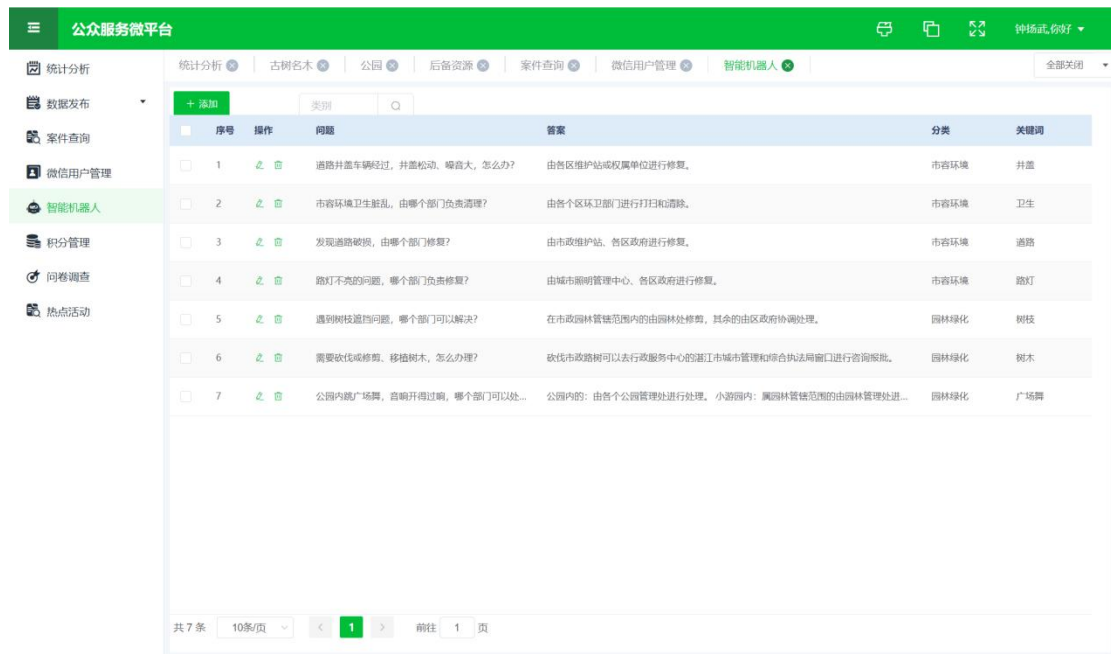 公众服务微平台
钟扬武,你好
统计分析
数据发布
案件查询
微信用户管理
智能机器人
积分管理
问卷调查
热点活动
统计分析 古树名木 公园 后备资源 案件查询 微信用户管理 智能机器人 全部关闭
+ 添加 类别
序号 操作 问题 答案 分类 关键词
1 道路井盖车辆经过，井盖松动、噪音大，怎么办? 由各区维护站或权属单位进行修复。 市容环境 井盖
2 市容环境卫生脏乱，由哪个部门负责清理? 由各个区环卫部门进行打扫和清除。 市容环境 卫生
3 发现道路破损，由哪个部门修复? 由市政维护站、各区政府进行修复。 市容环境 道路
4 路灯不亮的问题，哪个部门负责修复? 由城市照明管理中心、各区政府进行修复。 市容环境 路灯
5 遇到树枝遮挡问题，哪个部门可以解决? 在市政园林管辖范围内的由园林处修剪，其余的由区政府协调处理。 园林绿化 树枝
6 需要砍伐或修剪、移植树木，怎么办理? 砍伐市政路树可以去行政服务中心的湛江市城市管理和综合执法局窗口进行咨询报批。 园林绿化 树木
7 公园内跳广场舞，音响开得过响，哪个部门可以处... 公园内的：由各个公园管理处进行处理。 小游园内：属园林管辖范围的由园林管理处进... 园林绿化 广场舞
共 7 条 10条/页 < 1 > 前往 1 页